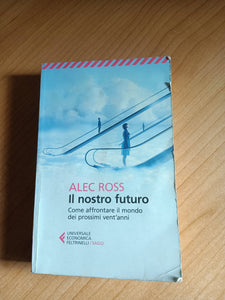 ALEC ROSS
Il nostro futuro
Come affrontare il mondo
dei prossimi vent'anni
UNIVERSALE
ECONOMICA
FELTRINELLI / SAGGI